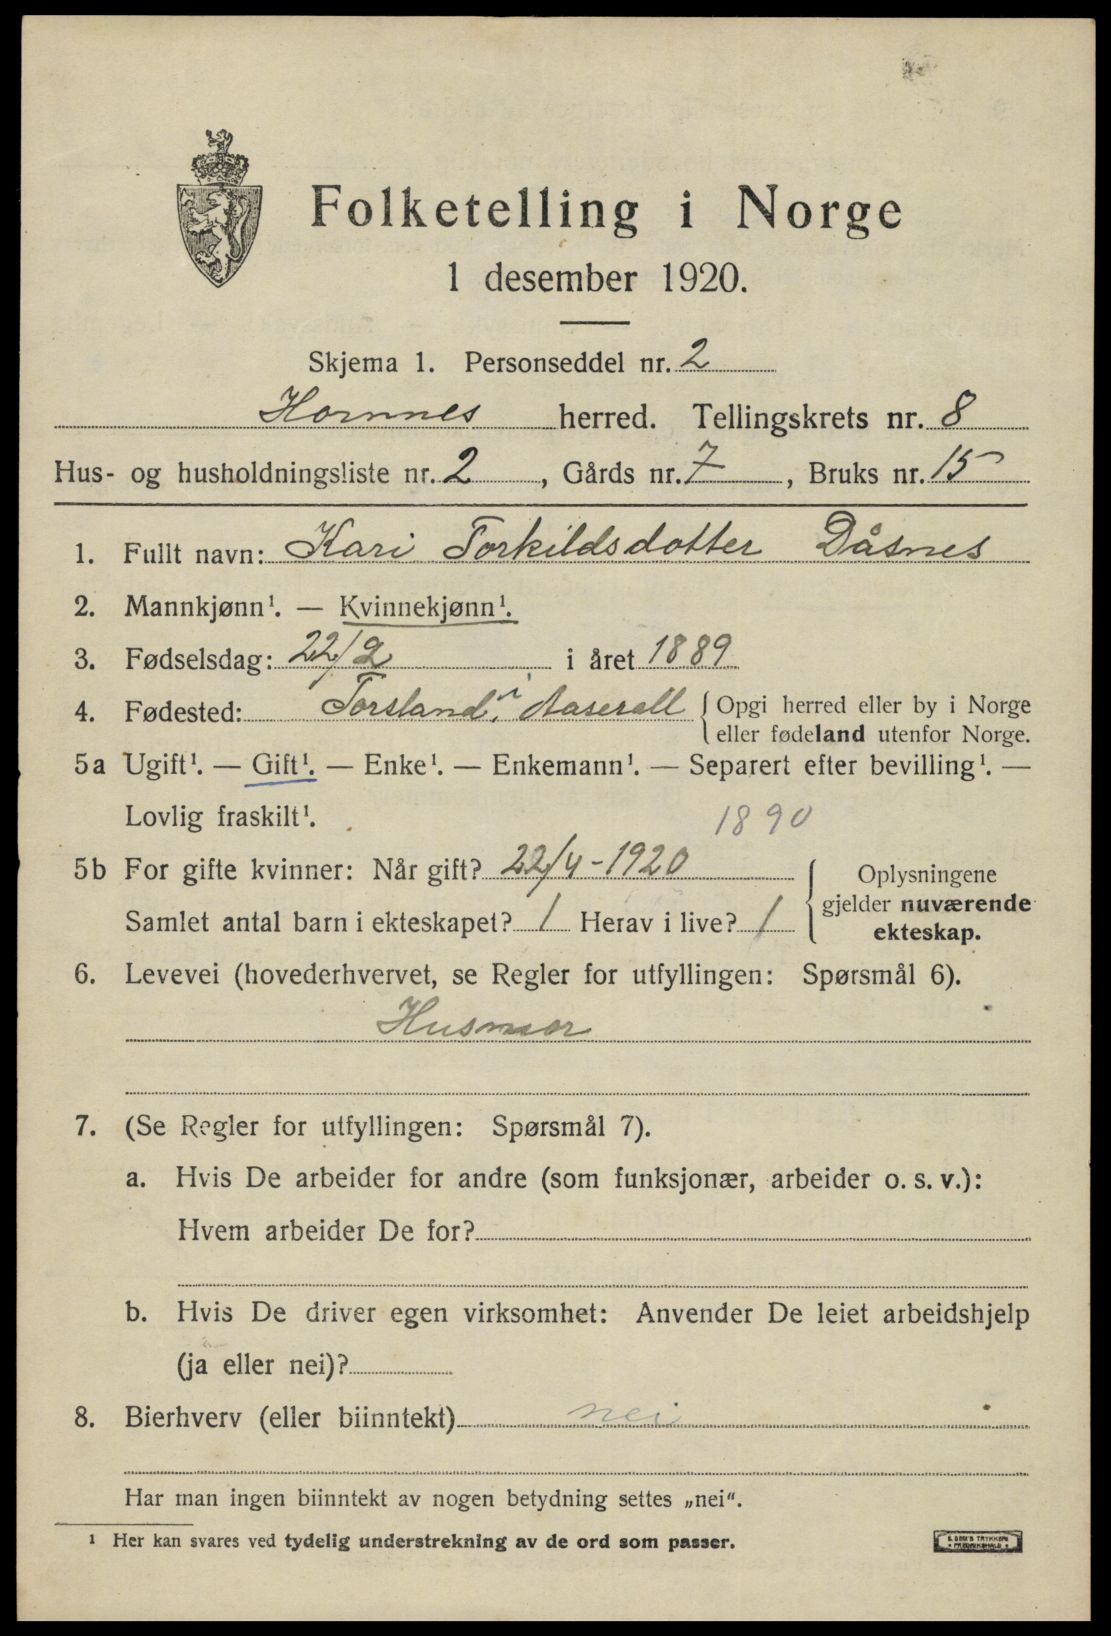 Folketelling i Norge
1 desember 1920.
Skjema 1. Personseddel nr. 2
Hornnes herred. Tellingskrets nr. 8
Hus- og husholdningsliste nr. 2, Gårds nr. 7, Bruks nr. 15
1. Fullt navn: Kari Torkildsdotter Dåsnes
2. Mannkjønn¹. — Kvinnekjønn¹.
3. Fødselsdag: 22/2 i året 1889
4. Fødested: Torsland i Aaserall { Opgi herred eller by i Norge
eller fødeland utenfor Norge.
5a Ugift¹. — Gift¹. — Enke¹. — Enkemann¹. — Separert efter bevilling¹. —
Lovlig fraskilt¹.
1890
5b For gifte kvinner: Når gift? 22/4-1920
Samlet antal barn i ekteskapet? 1 Herav i live? 1
{ Oplysningene
gjelder nuværende
ekteskap.
6. Levevei (hovederhvervet, se Regler for utfyllingen: Spørsmål 6).
Husmor
7. (Se Regler for utfyllingen: Spørsmål 7).
a. Hvis De arbeider for andre (som funksjonær, arbeider o. s. v.):
Hvem arbeider De for?
b. Hvis De driver egen virksomhet: Anvender De leiet arbeidshjelp
(ja eller nei)?
8. Bierhverv (eller biinntekt) nei
Har man ingen biinntekt av nogen betydning settes „nei".
¹ Her kan svares ved tydelig understrekning av de ord som passer.